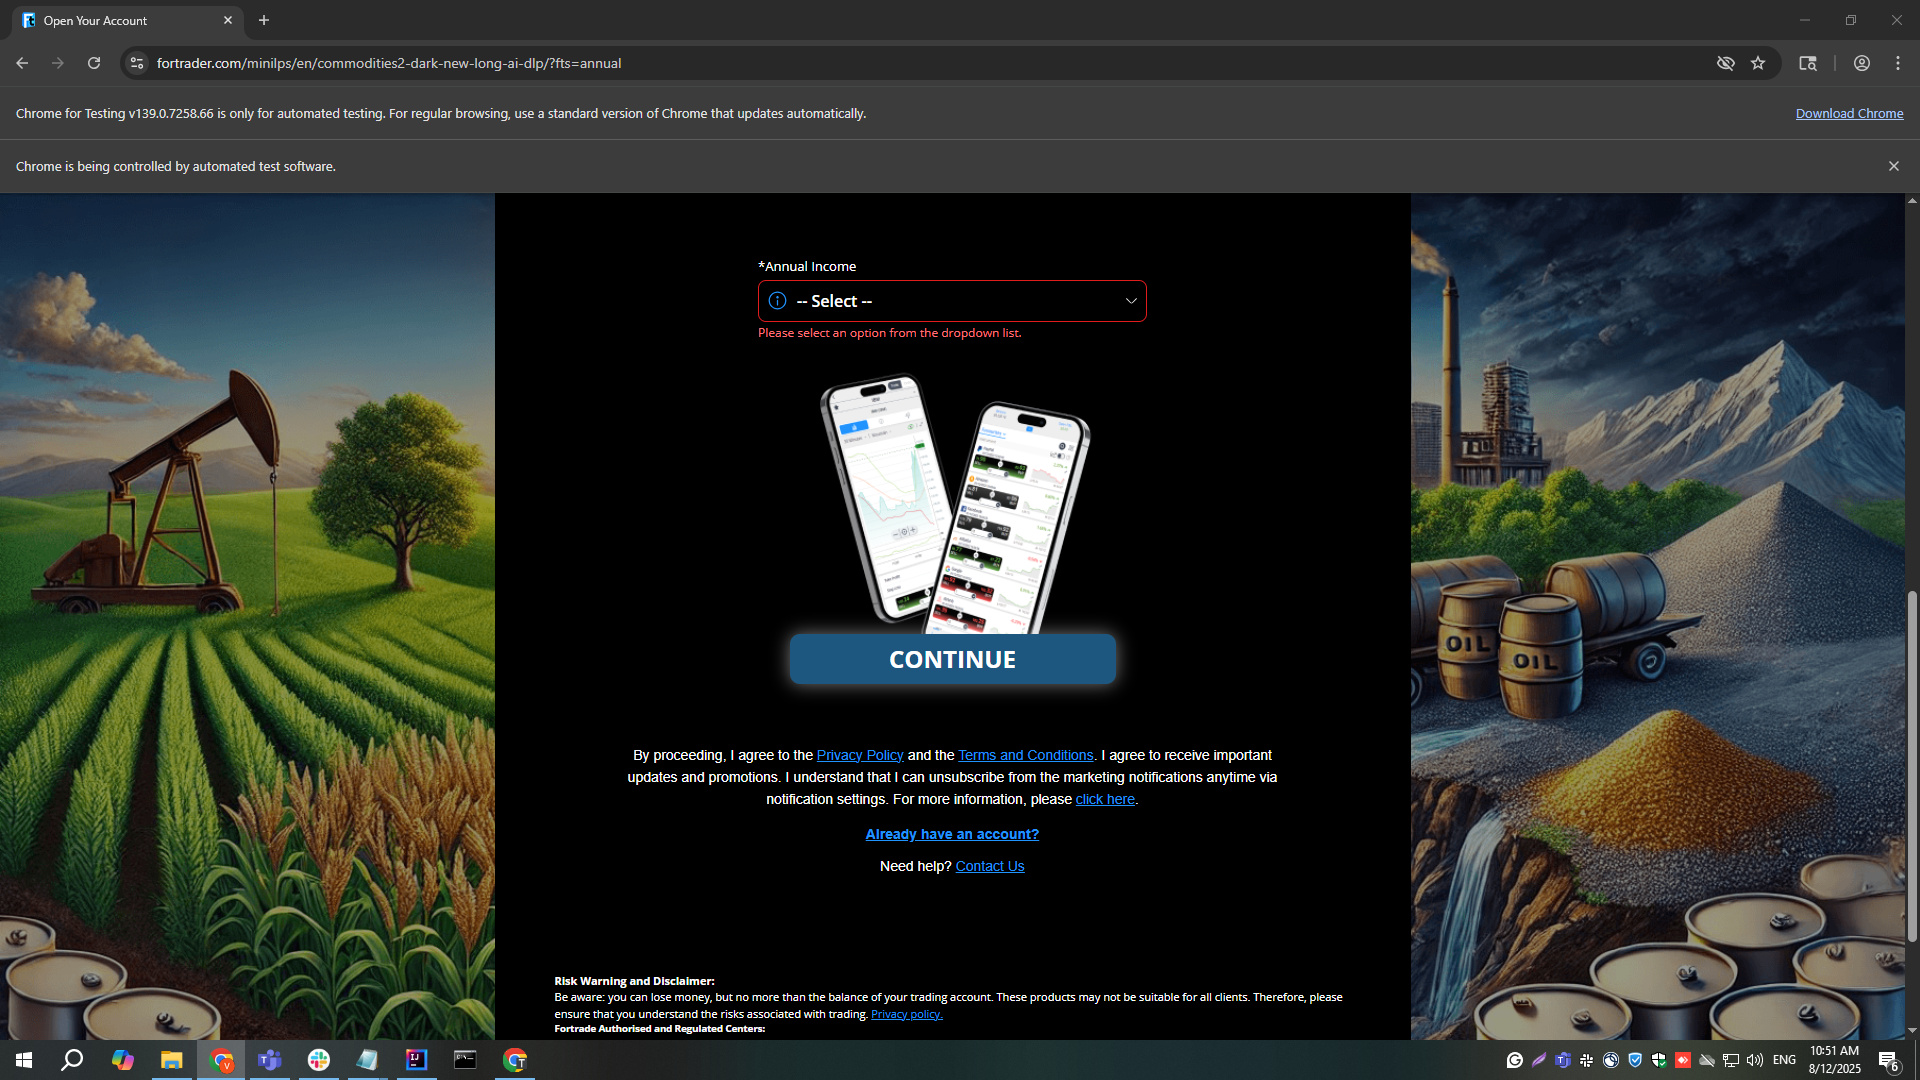 Open Your Account
fortrader.com/minilps/en/commodities2-dark-new-long-ai-dlp/?fts=annual
Chrome for Testing v139.0.7258.66 is only for automated testing. For regular browsing, use a standard version of Chrome that updates automatically.
Download Chrome
Chrome is being controlled by automated test software.
*Annual Income
-- Select --
Please select an option from the dropdown list.
CONTINUE
By proceeding, I agree to the Privacy Policy and the Terms and Conditions. I agree to receive important
updates and promotions. I understand that I can unsubscribe from the marketing notifications anytime via
notification settings. For more information, please click here.
Already have an account?
Need help? Contact Us
Risk Warning and Disclaimer:
Be aware: you can lose money, but no more than the balance of your trading account. These products may not be suitable for all clients. Therefore, please
ensure that you understand the risks associated with trading. Privacy policy.
Fortrade Authorised and Regulated Centers:
OIL
OIL
ENG
10:51 AM
8/12/2025
6